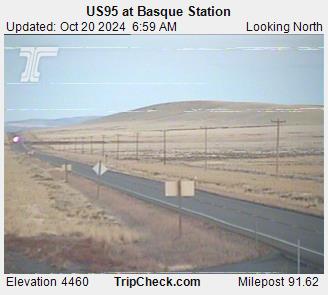 US95 at Basque Station
Updated: Oct 20 2024 6:59 AM Looking North
Elevation 4460 TripCheck.com Milepost 91.62